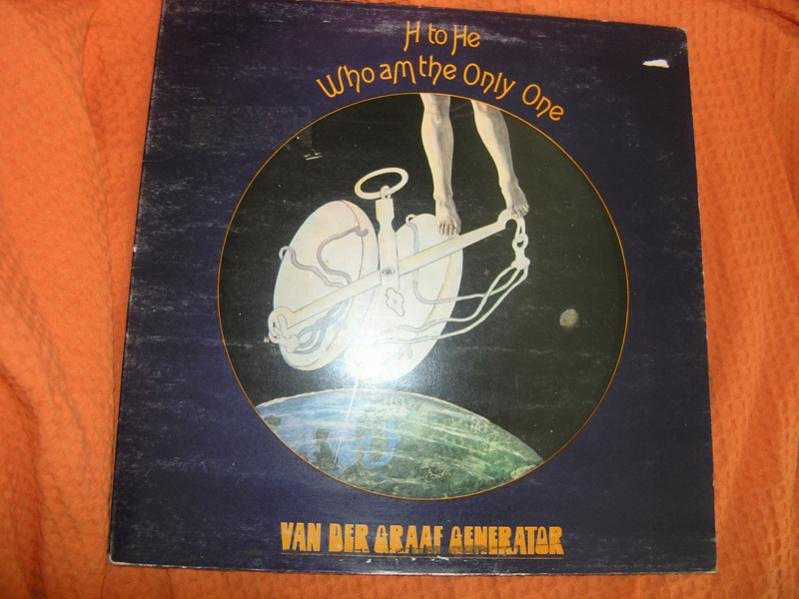 H to He
Who aM the Only One
VAN DER GRAAF GENERATOR